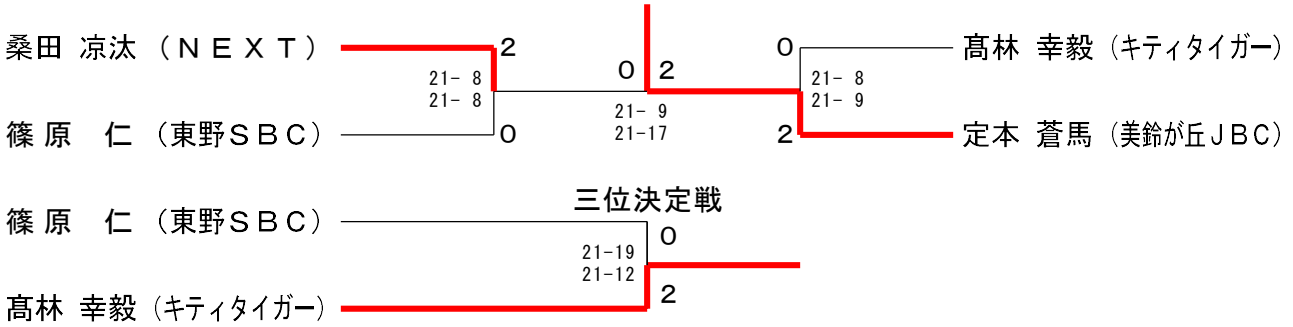 桑田 凉汰 (ＮＥＸＴ) 2 0 髙林 幸毅 (キティタイガー)
0 2
21- 8
21- 8
21- 8
21- 9
21- 9
21-17
篠原 仁 (東野ＳＢＣ) 0 2 定本 蒼馬 (美鈴が丘ＪＢＣ)
三位決定戦
篠原 仁 (東野ＳＢＣ)
0
21-19
21-12
2
髙林 幸毅 (キティタイガー)